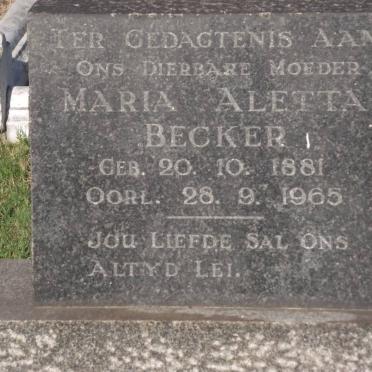 TER GEDAGTENIS AAN
ONS DIERBARE MOEDER
MARIA ALETTA
BECKER
GEB. 20. 10. 1881
OORL. 28. 9. 1965
JOU LIEFDE SAL ONS
ALTYD LEI.